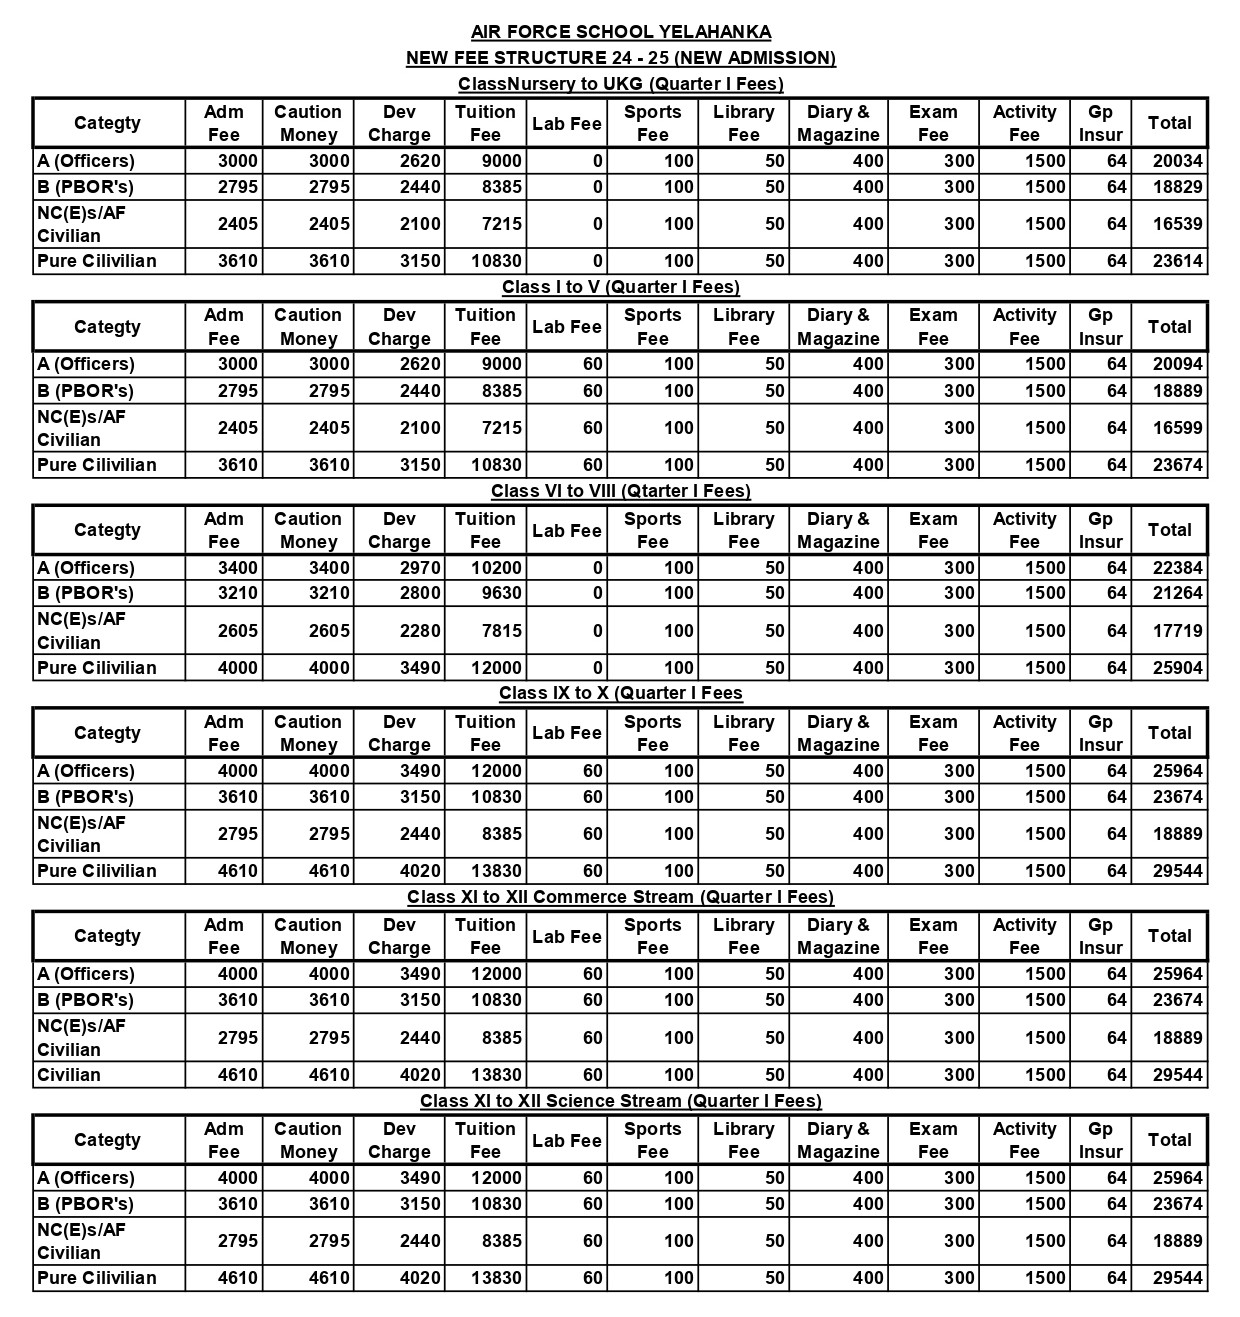 AIR FORCE SCHOOL YELAHANKA
NEW FEE STRUCTURE 24 - 25 (NEW ADMISSION)
ClassNursery to UKG (Quarter I Fees)
Categty Adm Fee Caution Money Dev Charge Tuition Fee Lab Fee Sports Fee Library Fee Diary & Magazine Exam Fee Activity Fee Gp Insur Total
A (Officers) 3000 3000 2620 9000 0 100 50 400 300 1500 64 20034
B (PBOR's) 2795 2795 2440 8385 0 100 50 400 300 1500 64 18829
NC(E)s/AF Civilian 2405 2405 2100 7215 0 100 50 400 300 1500 64 16539
Pure Cilivilian 3610 3610 3150 10830 0 100 50 400 300 1500 64 23614
Class I to V (Quarter I Fees)
Categty Adm Fee Caution Money Dev Charge Tuition Fee Lab Fee Sports Fee Library Fee Diary & Magazine Exam Fee Activity Fee Gp Insur Total
A (Officers) 3000 3000 2620 9000 60 100 50 400 300 1500 64 20094
B (PBOR's) 2795 2795 2440 8385 60 100 50 400 300 1500 64 18889
NC(E)s/AF Civilian 2405 2405 2100 7215 60 100 50 400 300 1500 64 16599
Pure Cilivilian 3610 3610 3150 10830 60 100 50 400 300 1500 64 23674
Class VI to VIII (Qtarter I Fees)
Categty Adm Fee Caution Money Dev Charge Tuition Fee Lab Fee Sports Fee Library Fee Diary & Magazine Exam Fee Activity Fee Gp Insur Total
A (Officers) 3400 3400 2970 10200 0 100 50 400 300 1500 64 22384
B (PBOR's) 3210 3210 2800 9630 0 100 50 400 300 1500 64 21264
NC(E)s/AF Civilian 2605 2605 2280 7815 0 100 50 400 300 1500 64 17719
Pure Cilivilian 4000 4000 3490 12000 0 100 50 400 300 1500 64 25904
Class IX to X (Quarter I Fees
Categty Adm Fee Caution Money Dev Charge Tuition Fee Lab Fee Sports Fee Library Fee Diary & Magazine Exam Fee Activity Fee Gp Insur Total
A (Officers) 4000 4000 3490 12000 60 100 50 400 300 1500 64 25964
B (PBOR's) 3610 3610 3150 10830 60 100 50 400 300 1500 64 23674
NC(E)s/AF Civilian 2795 2795 2440 8385 60 100 50 400 300 1500 64 18889
Pure Cilivilian 4610 4610 4020 13830 60 100 50 400 300 1500 64 29544
Class XI to XII Commerce Stream (Quarter I Fees)
Categty Adm Fee Caution Money Dev Charge Tuition Fee Lab Fee Sports Fee Library Fee Diary & Magazine Exam Fee Activity Fee Gp Insur Total
A (Officers) 4000 4000 3490 12000 60 100 50 400 300 1500 64 25964
B (PBOR's) 3610 3610 3150 10830 60 100 50 400 300 1500 64 23674
NC(E)s/AF Civilian 2795 2795 2440 8385 60 100 50 400 300 1500 64 18889
Civilian 4610 4610 4020 13830 60 100 50 400 300 1500 64 29544
Class XI to XII Science Stream (Quarter I Fees)
Categty Adm Fee Caution Money Dev Charge Tuition Fee Lab Fee Sports Fee Library Fee Diary & Magazine Exam Fee Activity Fee Gp Insur Total
A (Officers) 4000 4000 3490 12000 60 100 50 400 300 1500 64 25964
B (PBOR's) 3610 3610 3150 10830 60 100 50 400 300 1500 64 23674
NC(E)s/AF Civilian 2795 2795 2440 8385 60 100 50 400 300 1500 64 18889
Pure Cilivilian 4610 4610 4020 13830 60 100 50 400 300 1500 64 29544